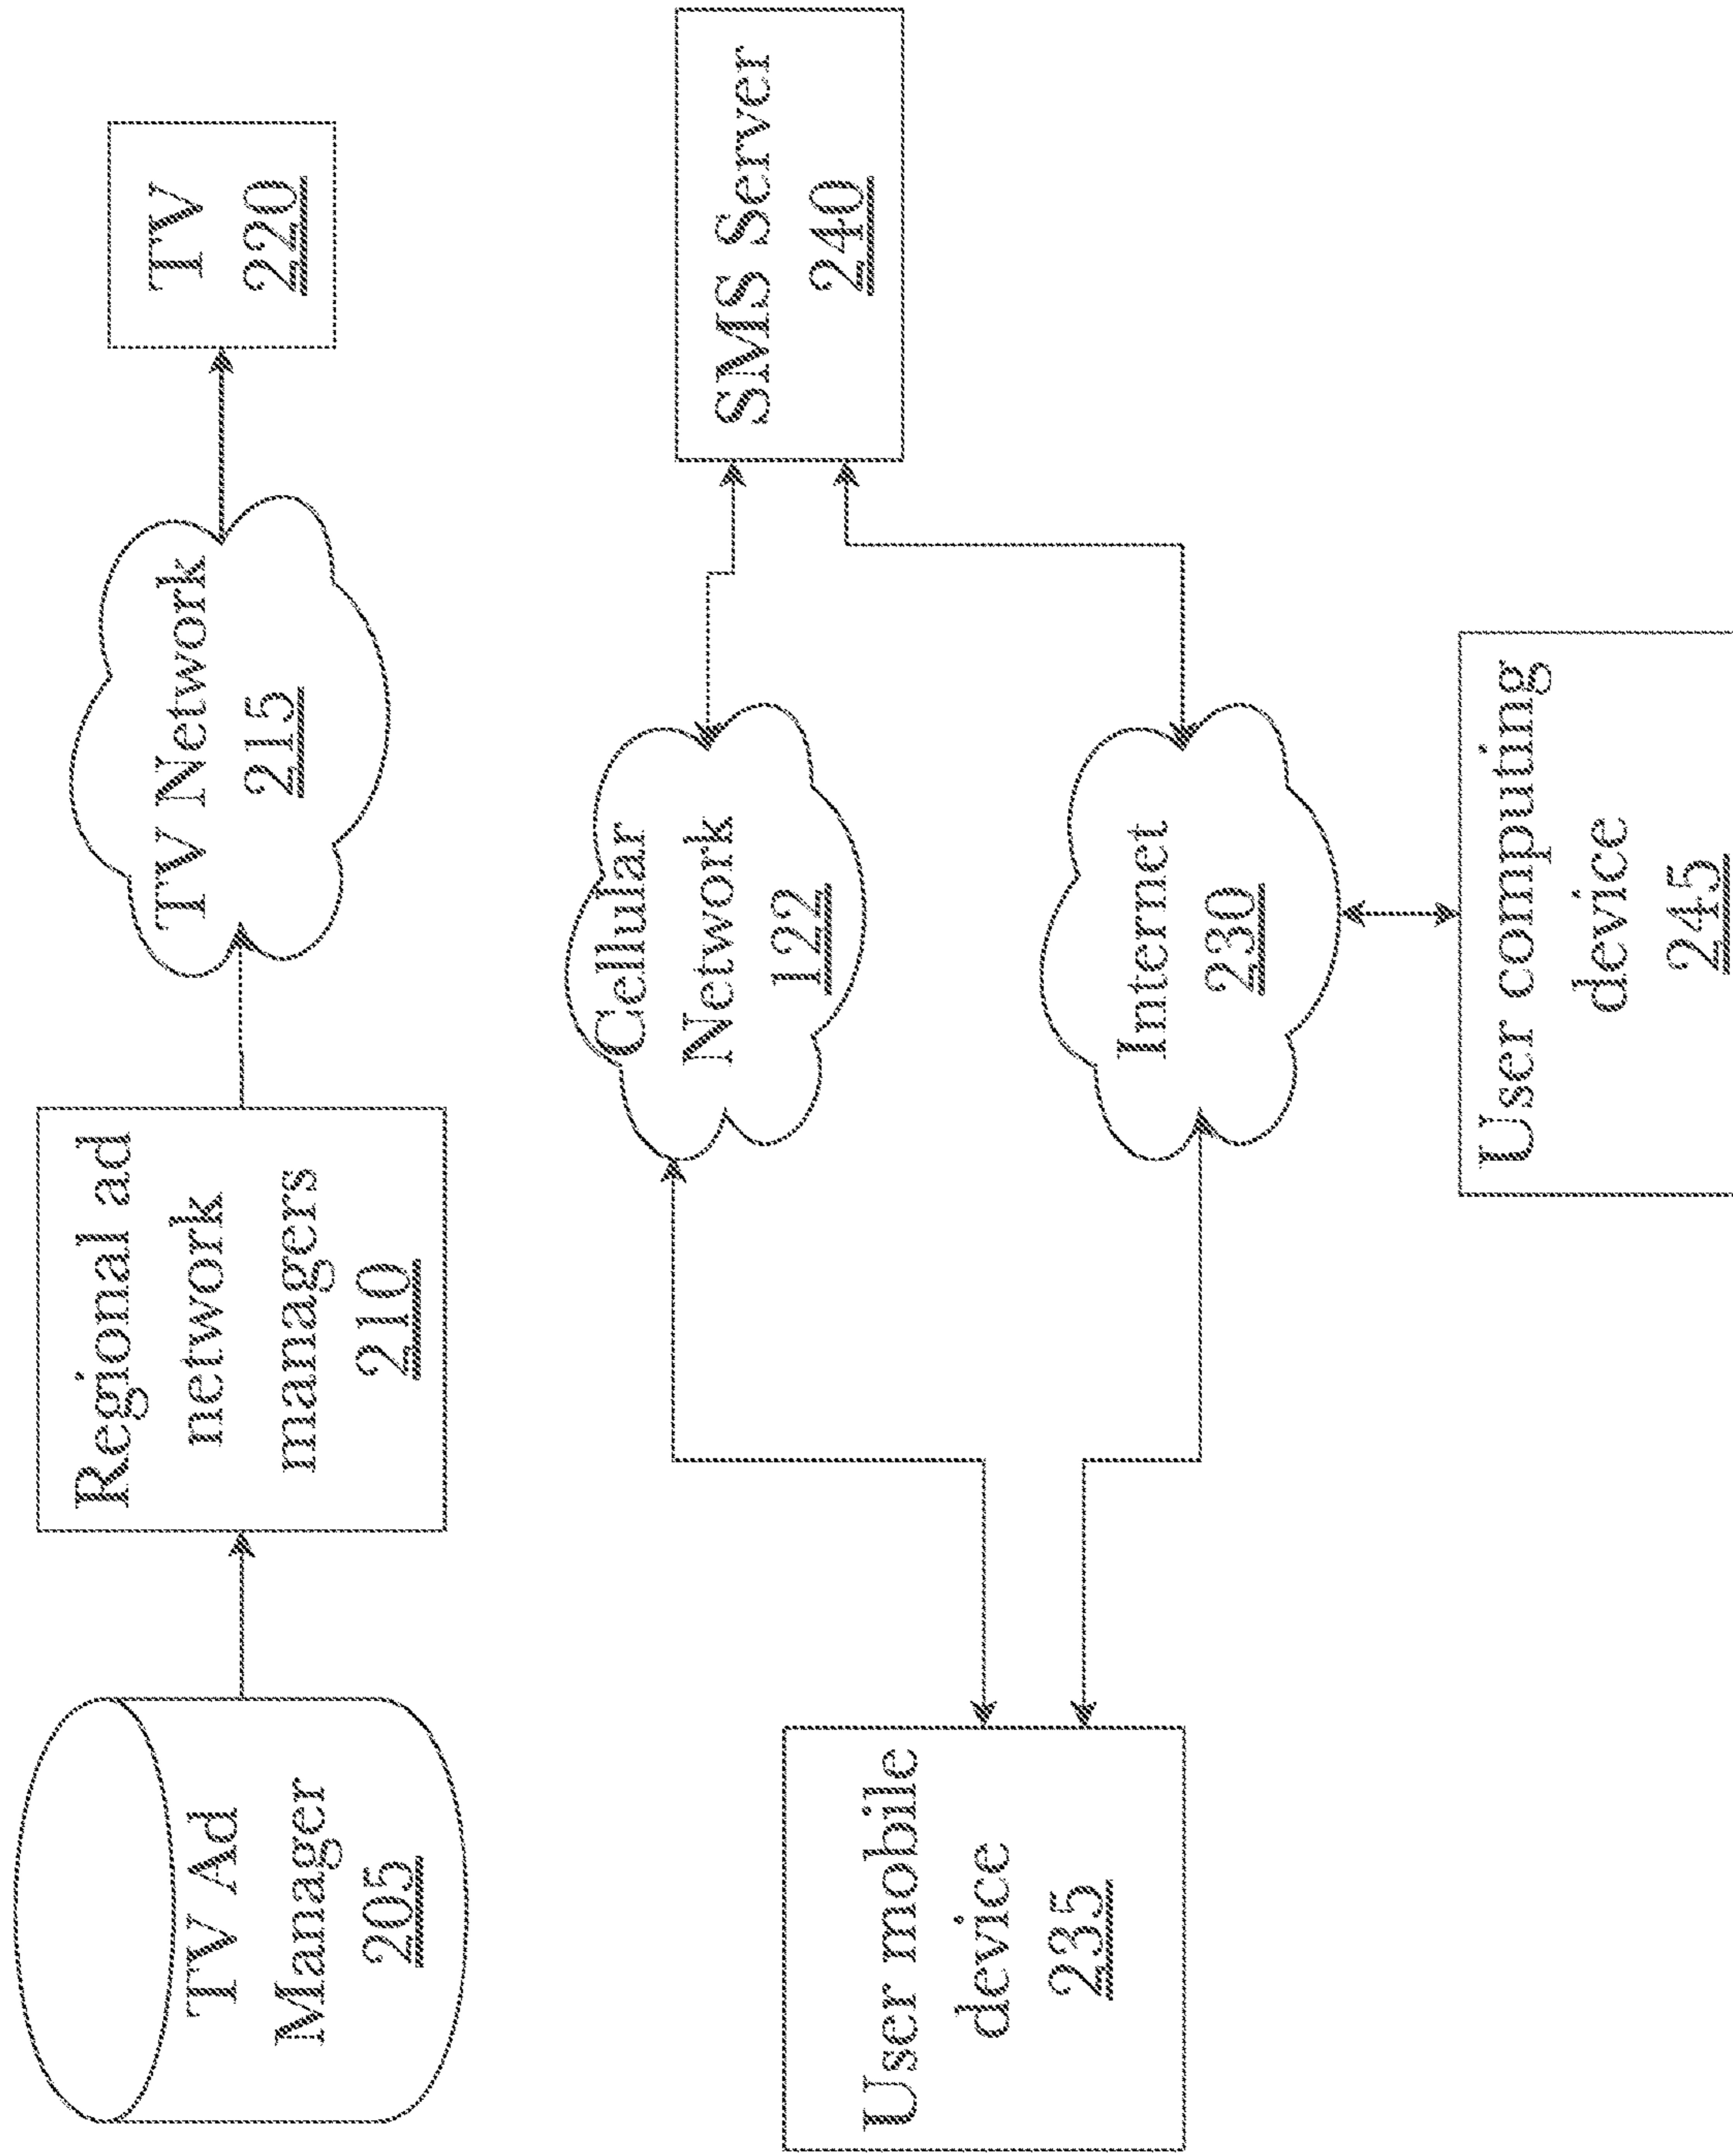 TV Ad
Manager
205
Regional ad
network
managers
210
TV Network
215
TV
220
User mobile
device
235
Cellular
Network
122
SMS Server
240
Internet
230
User computing
device
245